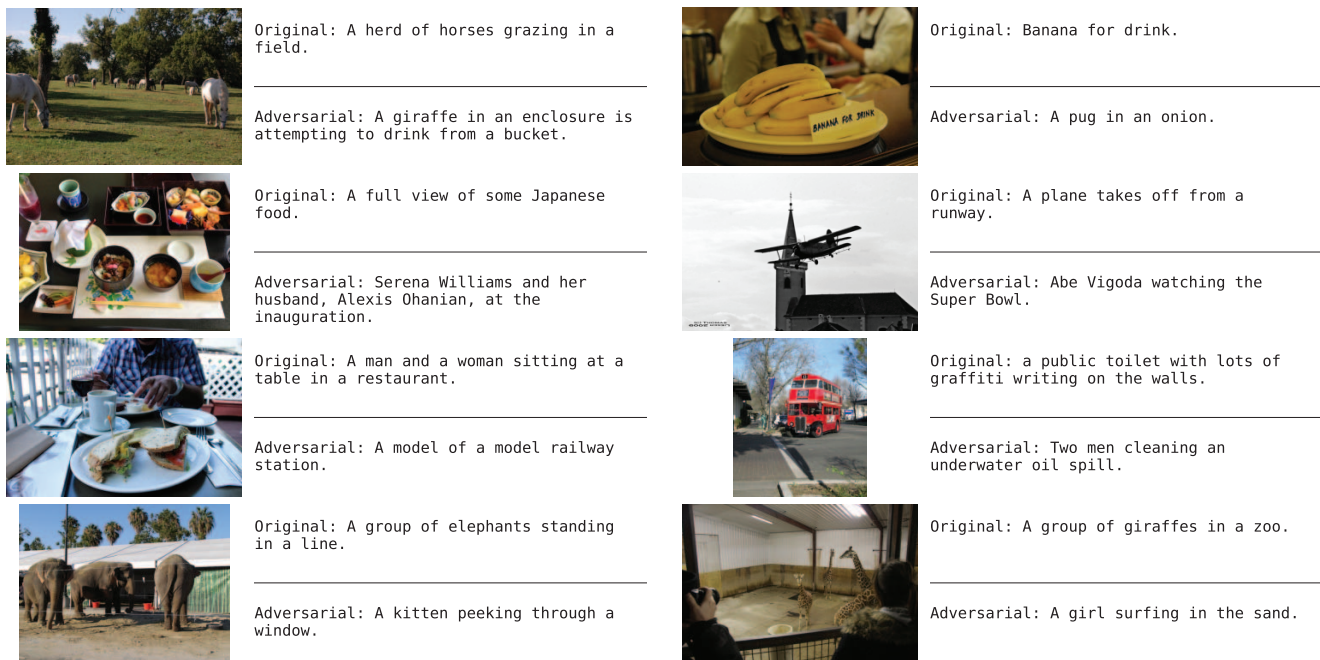 Original: A herd of horses grazing in a
field.
Adversarial: A giraffe in an enclosure is
attempting to drink from a bucket.
BANANA FOR DRINK
Original: Banana for drink.
Adversarial: A pug in an onion.
Original: A full view of some Japanese
food.
Adversarial: Serena Williams and her
husband, Alexis Ohanian, at the
inauguration.
Original: A plane takes off from a
runway.
Adversarial: Abe Vigoda watching the
Super Bowl.
Original: A man and a woman sitting at a
table in a restaurant.
Adversarial: A model of a model railway
station.
Original: a public toilet with lots of
graffiti writing on the walls.
Adversarial: Two men cleaning an
underwater oil spill.
Original: A group of elephants standing
in a line.
Adversarial: A kitten peeking through a
window.
Original: A group of giraffes in a zoo.
Adversarial: A girl surfing in the sand.